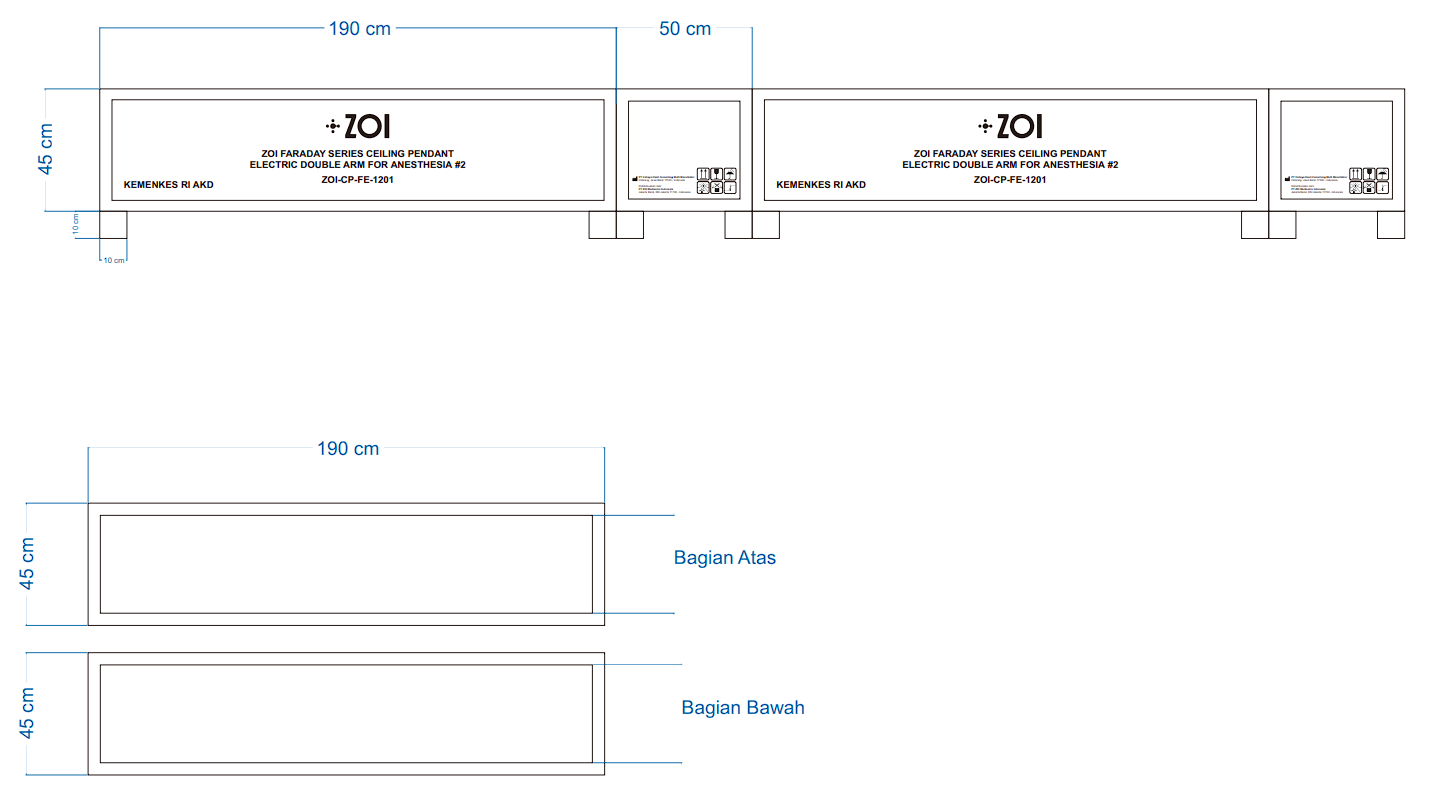 190 cm
50 cm
45 cm
ZOI
ZOI FARADAY SERIES CEILING PENDANT
ELECTRIC DOUBLE ARM FOR ANESTHESIA #2
ZOI-CP-FE-1201
KEMENKES RI AKD
ZOI
ZOI FARADAY SERIES CEILING PENDANT
ELECTRIC DOUBLE ARM FOR ANESTHESIA #2
ZOI-CP-FE-1201
KEMENKES RI AKD
10 cm
10 cm
190 cm
45 cm
Bagian Atas
45 cm
Bagian Bawah